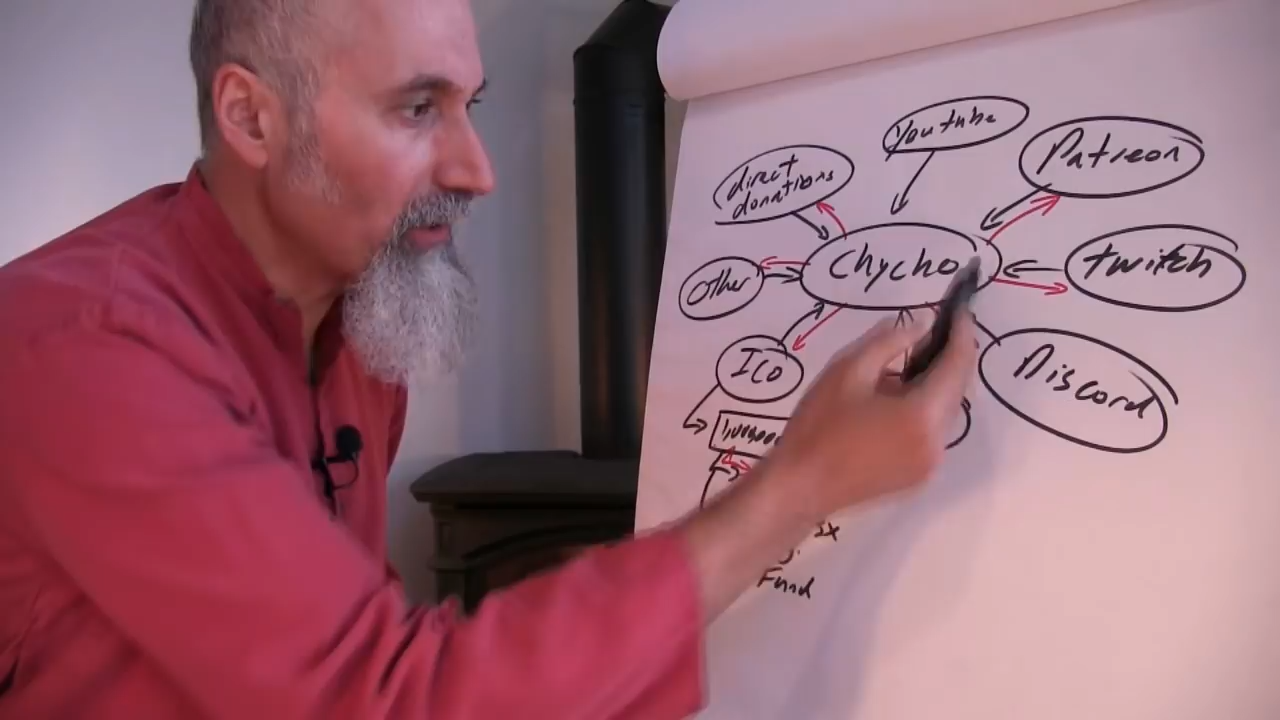 Youtube
Patreon
direct
donations
chycho
twitch
other
ICO
Discord
Fund